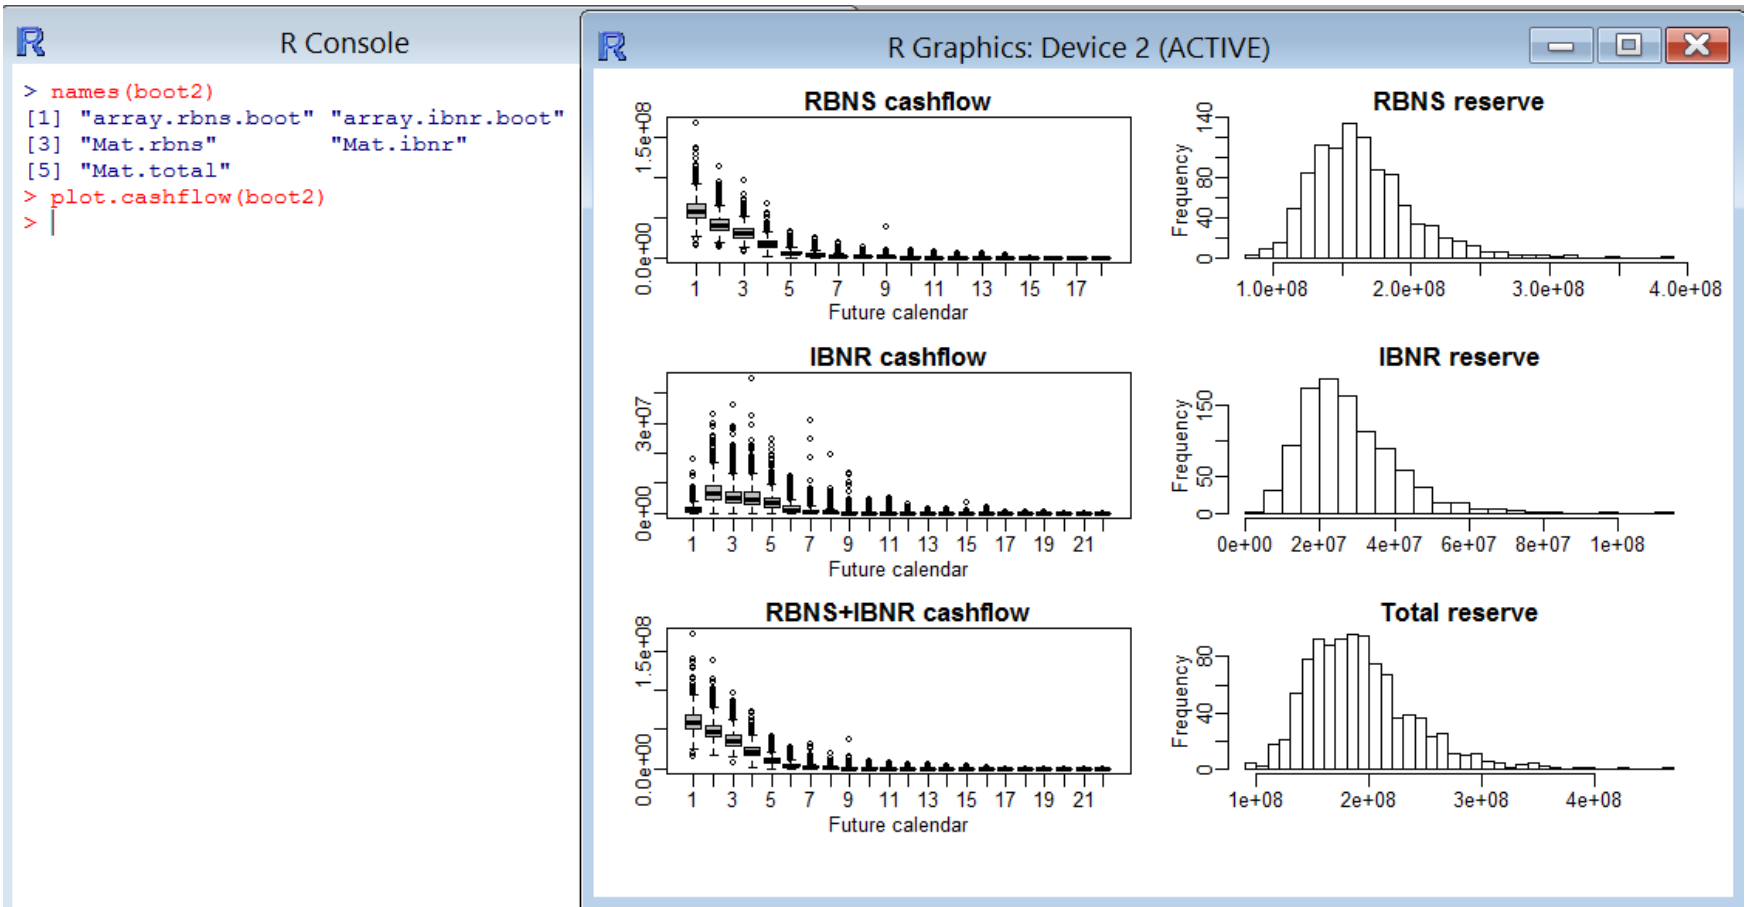 R Console
> names(boot2)
[1] "array.rbns.boot" "array.ibnr.boot"
[3] "Mat.rbns" "Mat.ibnr"
[5] "Mat.total"
> plot.cashflow(boot2)
>
R Graphics: Device 2 (ACTIVE)
RBNS cashflow
0.0e+00 1.5e+08
1 3 5 7 9 11 13 15 17
Future calendar
RBNS reserve
Frequency
0 40 80 140
1.0e+08 2.0e+08 3.0e+08 4.0e+08
IBNR cashflow
0e+00 3e+07
1 3 5 7 9 11 13 15 17 19 21
Future calendar
IBNR reserve
Frequency
0 50 150
0e+00 2e+07 4e+07 6e+07 8e+07 1e+08
RBNS+IBNR cashflow
0.0e+00 1.5e+08
1 3 5 7 9 11 13 15 17 19 21
Future calendar
Total reserve
Frequency
0 40 80
1e+08 2e+08 3e+08 4e+08